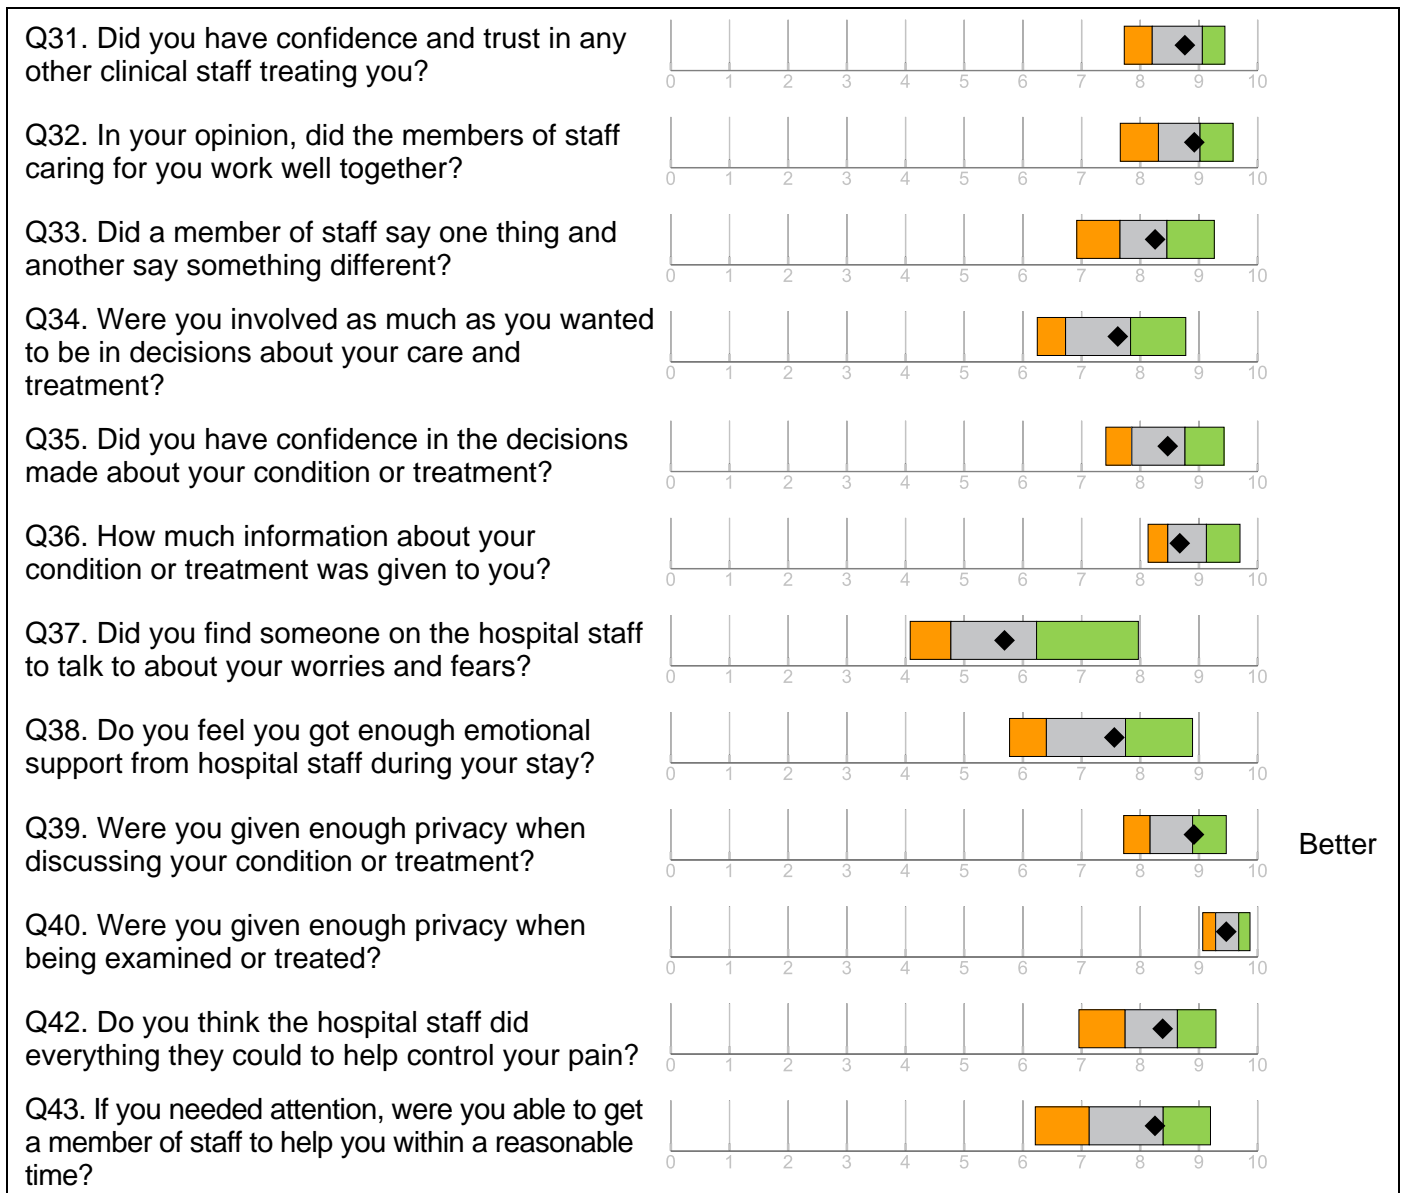 Q31. Did you have confidence and trust in any
other clinical staff treating you?
0 1 2 3 4 5 6 7 8 9 10
Q32. In your opinion, did the members of staff
caring for you work well together?
0 1 2 3 4 5 6 7 8 9 10
Q33. Did a member of staff say one thing and
another say something different?
0 1 2 3 4 5 6 7 8 9 10
Q34. Were you involved as much as you wanted
to be in decisions about your care and
treatment?
0 1 2 3 4 5 6 7 8 9 10
Q35. Did you have confidence in the decisions
made about your condition or treatment?
0 1 2 3 4 5 6 7 8 9 10
Q36. How much information about your
condition or treatment was given to you?
0 1 2 3 4 5 6 7 8 9 10
Q37. Did you find someone on the hospital staff
to talk to about your worries and fears?
0 1 2 3 4 5 6 7 8 9 10
Q38. Do you feel you got enough emotional
support from hospital staff during your stay?
0 1 2 3 4 5 6 7 8 9 10
Q39. Were you given enough privacy when
discussing your condition or treatment?
0 1 2 3 4 5 6 7 8 9 10
Better
Q40. Were you given enough privacy when
being examined or treated?
0 1 2 3 4 5 6 7 8 9 10
Q42. Do you think the hospital staff did
everything they could to help control your pain?
0 1 2 3 4 5 6 7 8 9 10
Q43. If you needed attention, were you able to get
a member of staff to help you within a reasonable
time?
0 1 2 3 4 5 6 7 8 9 10